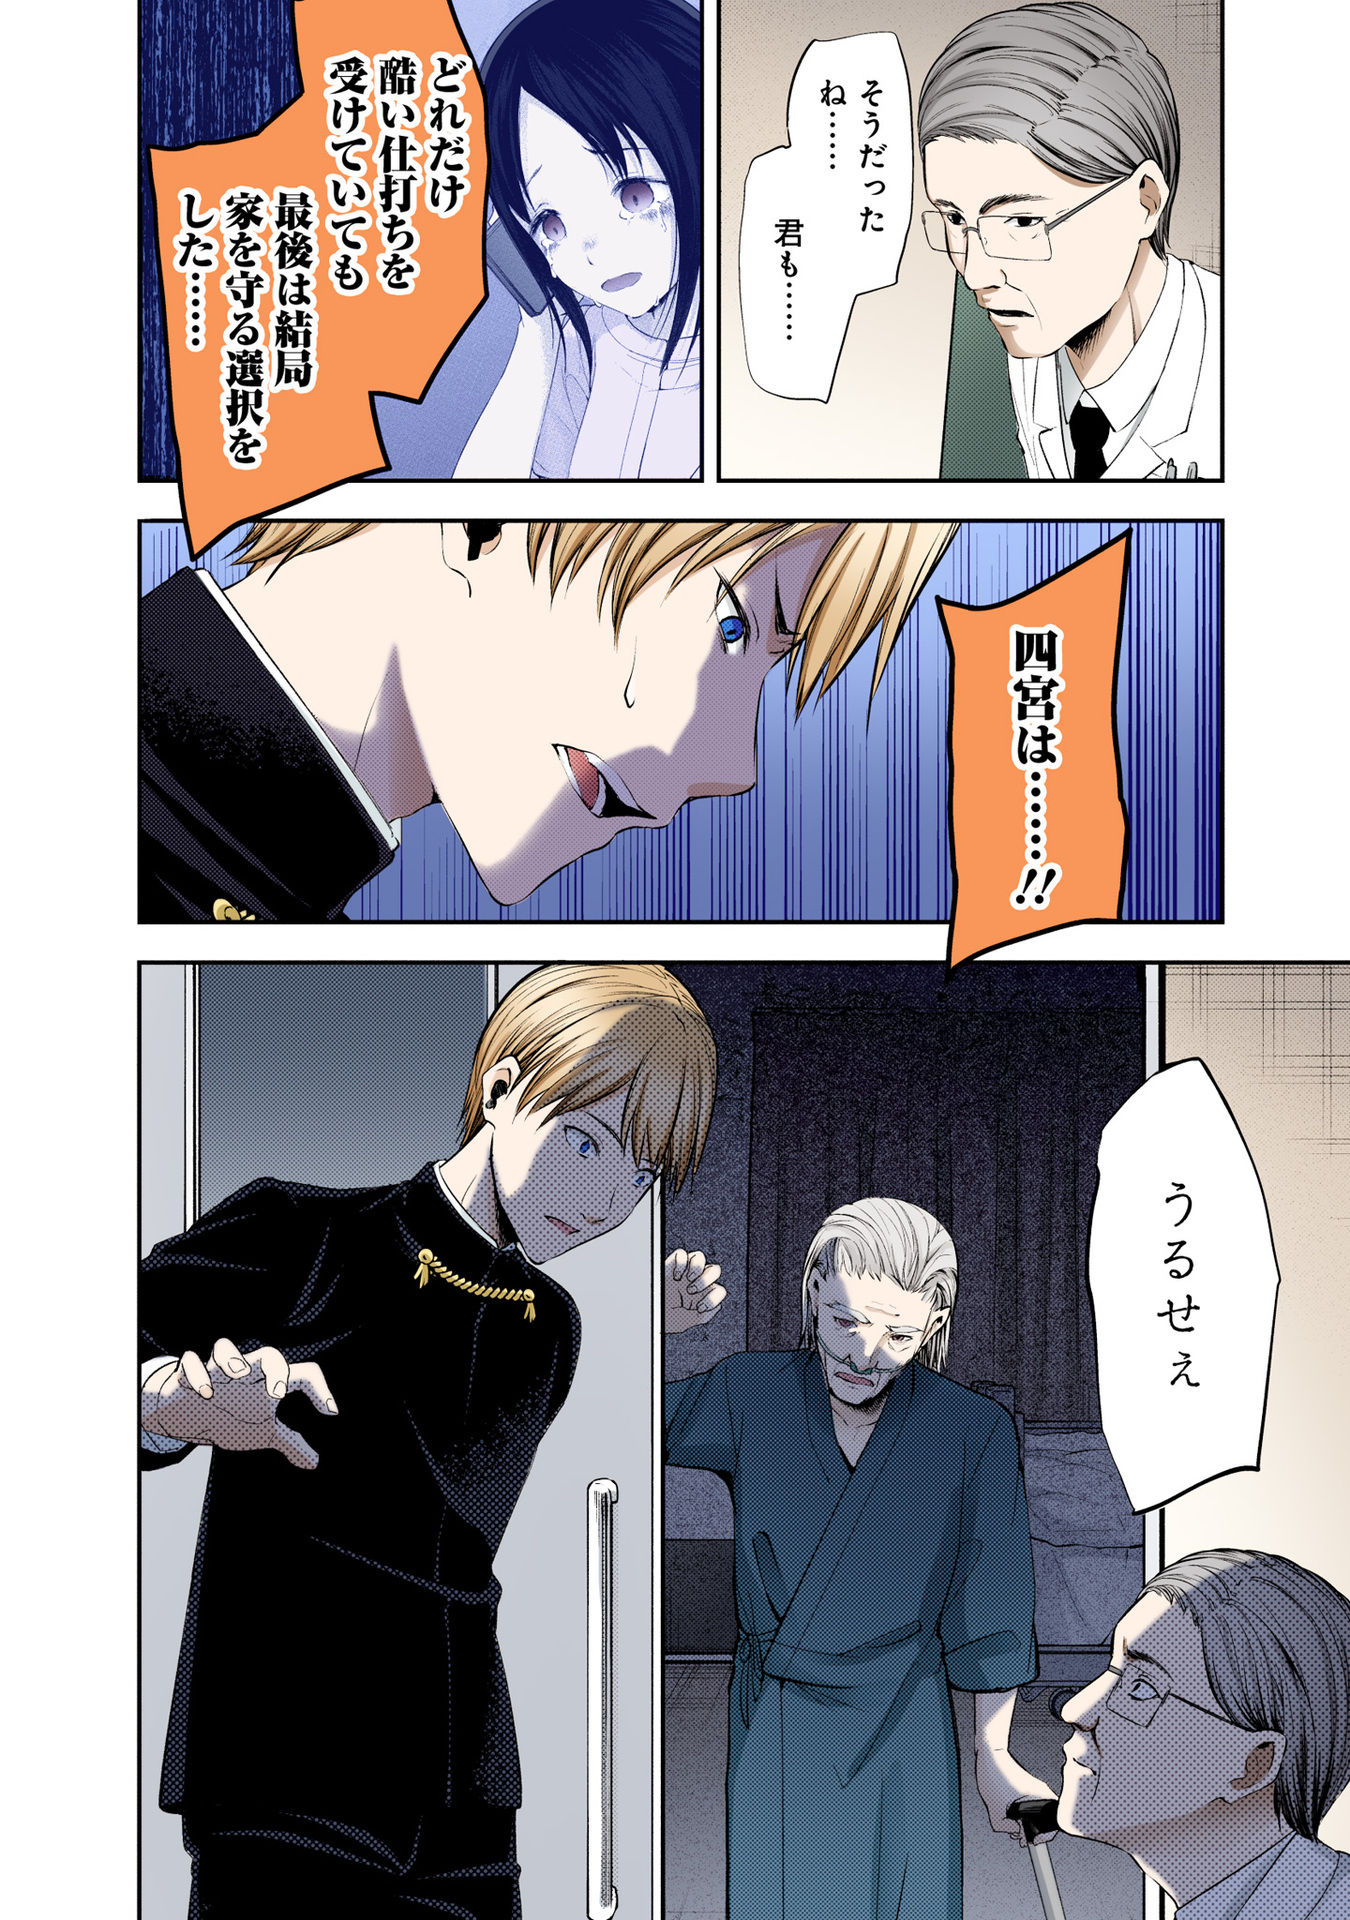 そうだった
ね……
君も……
どれだけ
酷い仕打ちを
受けていても
最後は結局
家を守る選択を
した……
四宮は……!!
うるせぇ